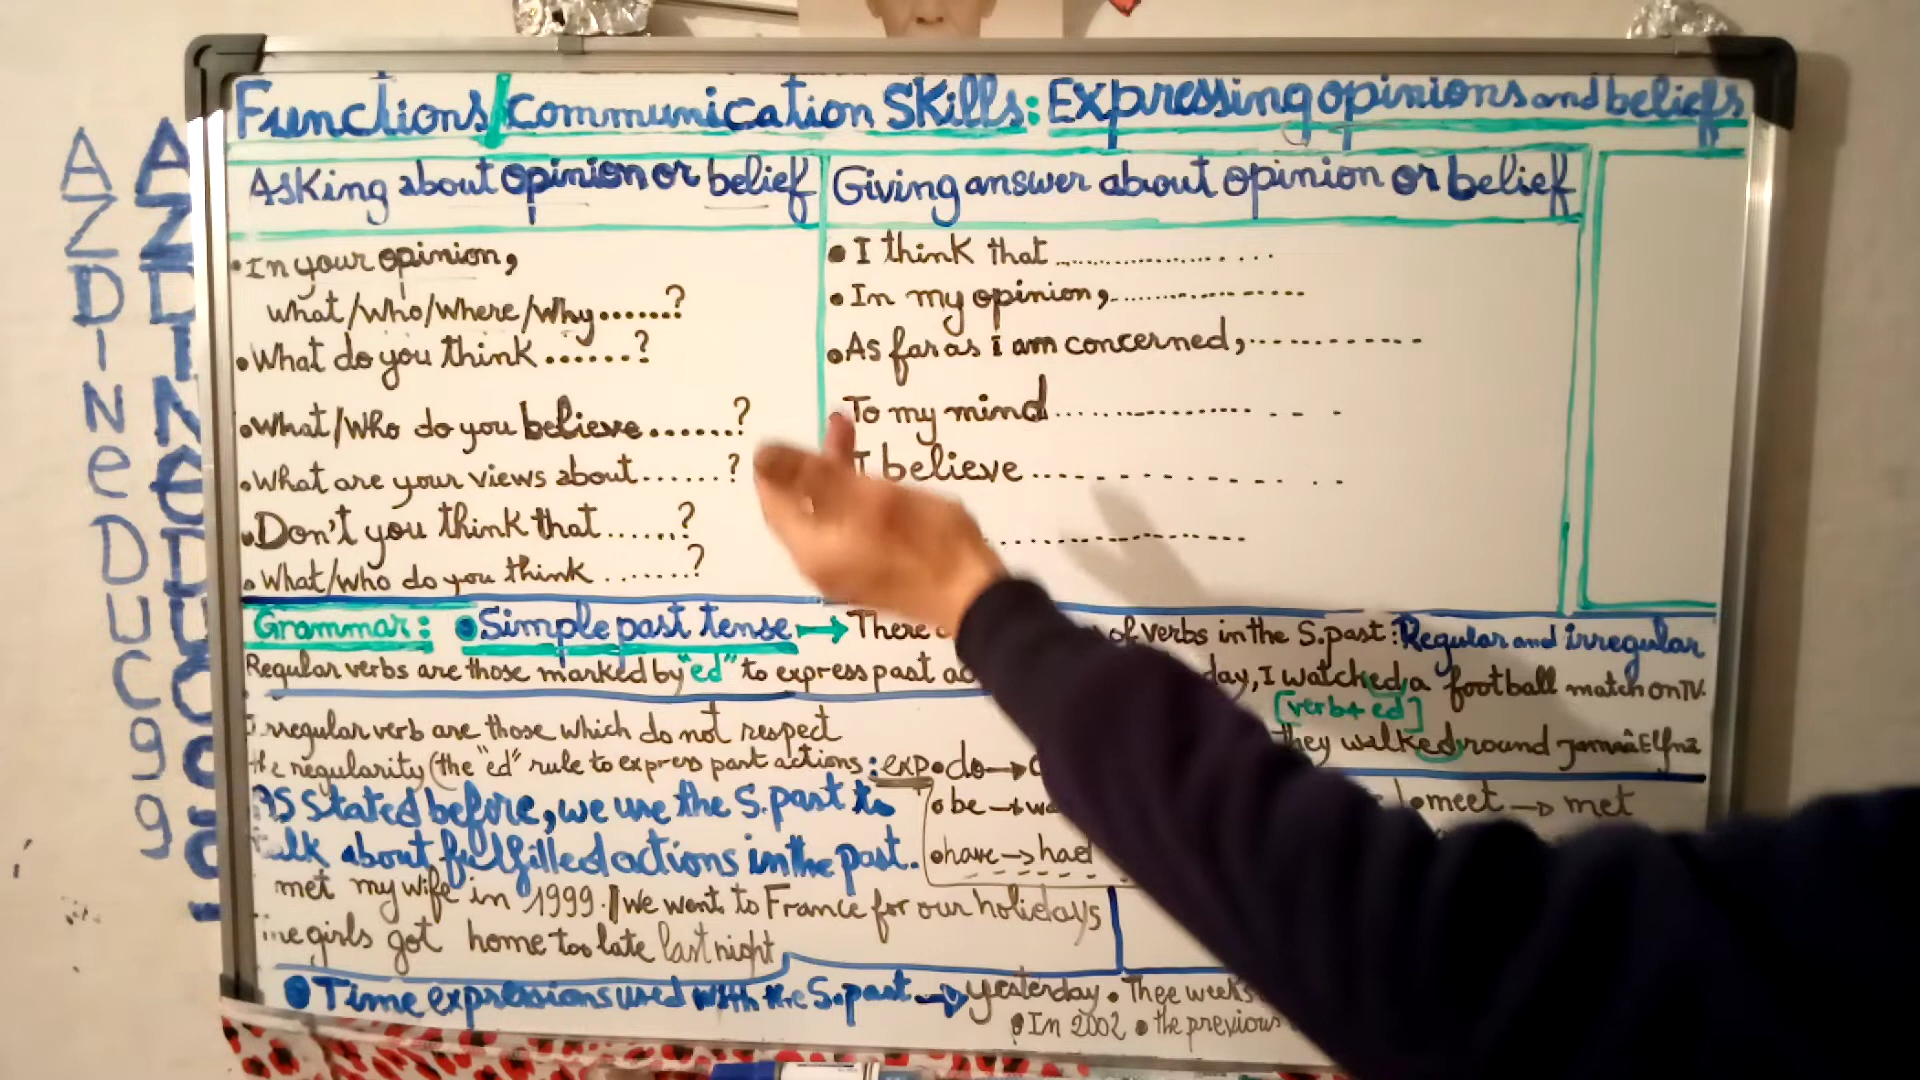 Functions/communication Skills: Expressing opinions and beliefs
Asking about opinion or belief
•In your opinion,
what/who/where/why......?
•What do you think ......?
•What/Who do you believe.......?
•What are your views about......?
•Don't you think that......?
•What/who do you think........?
Giving answer about opinion or belief
•I think that
•In my opinion,
•As far as i am concerned,
•To my mind
I believe
Grammar: •Simple past tense→There of verbs in the S.past: Regular and irregular
Regular verbs are those marked by "ed" to express past day, I watched a football match on TV.
[verb+ ed]
they walked round Jamaâ Elfna
rregular verb are those which do not respect
the regularity (the "ed" rule to express past actions: exp•do→
•be→
•meet→met
•have→had
As stated before, we use the S.past to
talk about fulfilled actions in the past.
met my wife in 1999. we went to France for our holidays
girls got home too late last night
•Time expressions used with the S.past→yesterday • Thee weeks
•In 2002 • the previous
AZDINeDUCgg
AZDINeDUC